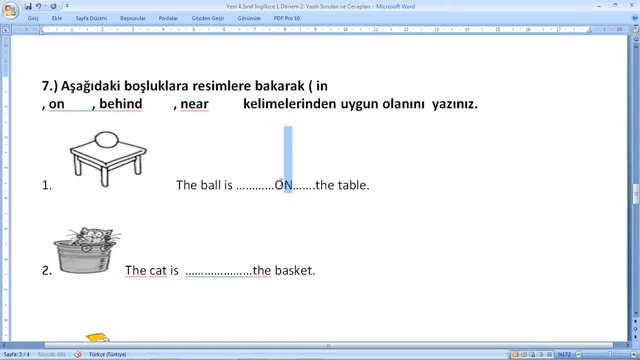 Yeni 4.Sınıf İngilizce 1.Dönem 2. Yazılı Soruları ve Cevapları - Microsoft Word
Giriş Ekle Sayfa Düzeni Başvurular Postalar Gözden Geçir Görünüm PDF Pro 10
7.) Aşağıdaki boşluklara resimlere bakarak ( in
, on , behind , near kelimelerinden uygun olanını yazınız.
1. The ball is …………ON…….the table.
2. The cat is …………………the basket.
Sayfa: 3 / 4 Türkçe (Türkiye) %172